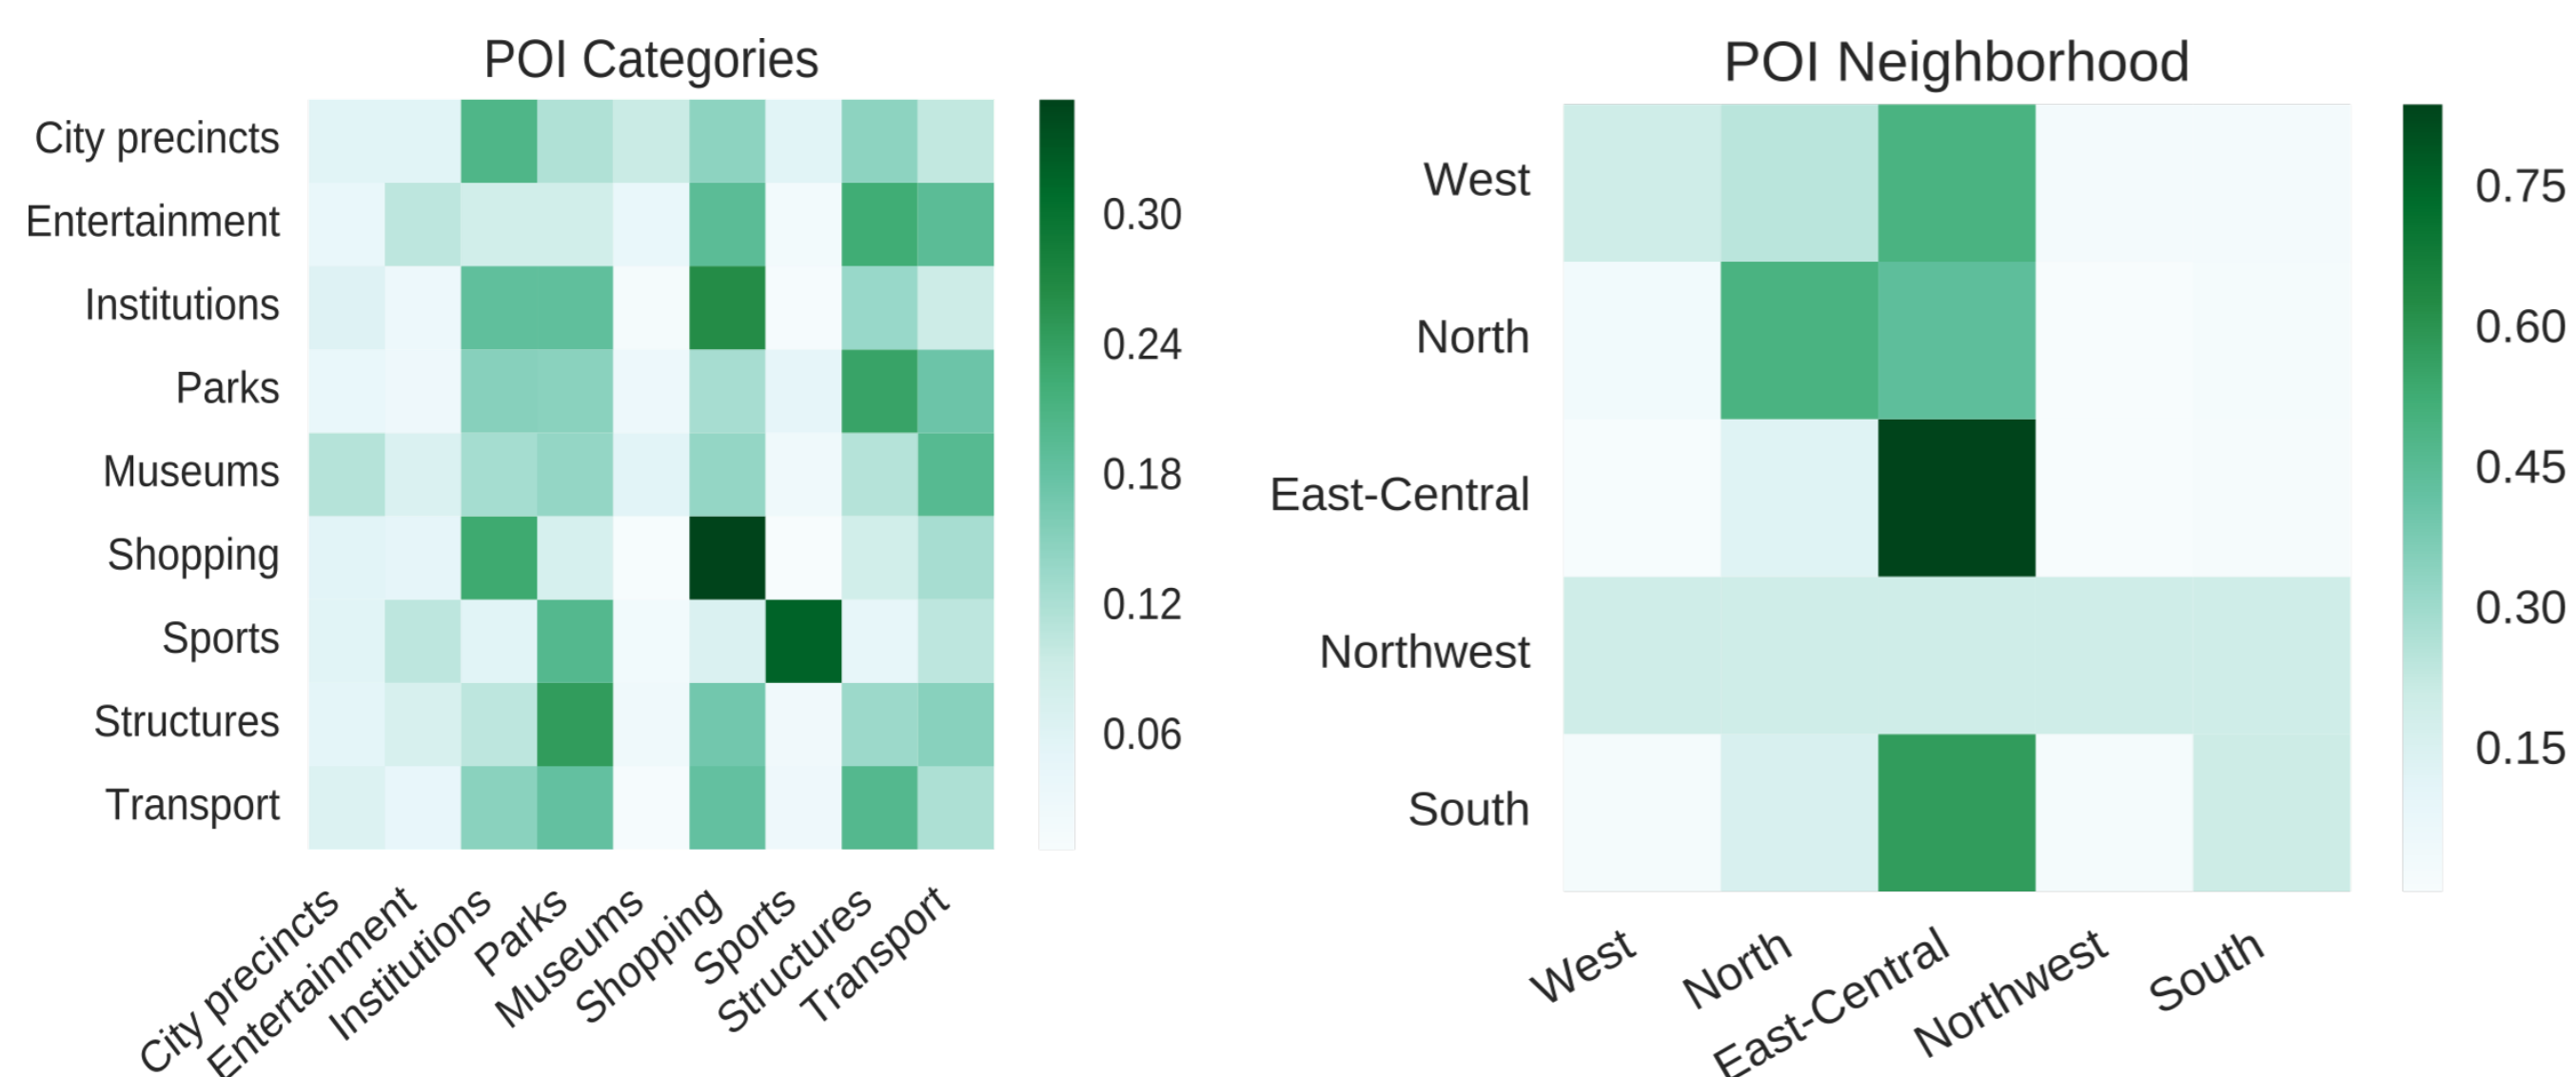 POI Categories
City precincts
Entertainment
Institutions
Parks
Museums
Shopping
Sports
Structures
Transport
City precincts
Entertainment
Institutions
Parks
Museums
Shopping
Sports
Structures
Transport
0.30
0.24
0.18
0.12
0.06
POI Neighborhood
West
North
East-Central
Northwest
South
West
North
East-Central
Northwest
South
0.75
0.60
0.45
0.30
0.15